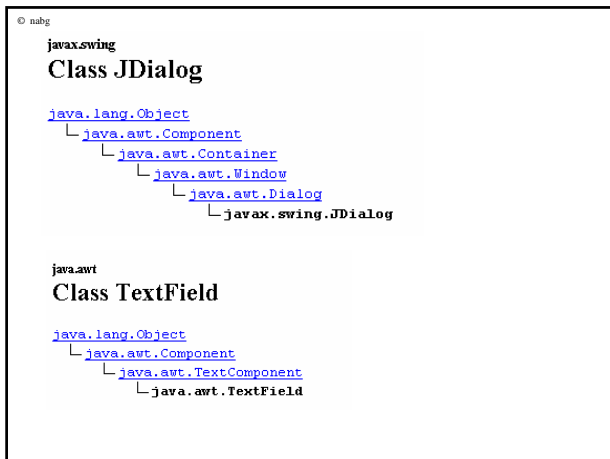 © nabg
javax.swing
Class JDialog
java.lang.Object
java.awt.Component
java.awt.Container
java.awt.Window
java.awt.Dialog
javax.swing.JDialog
java.awt
Class TextField
java.lang.Object
java.awt.Component
java.awt.TextComponent
java.awt.TextField